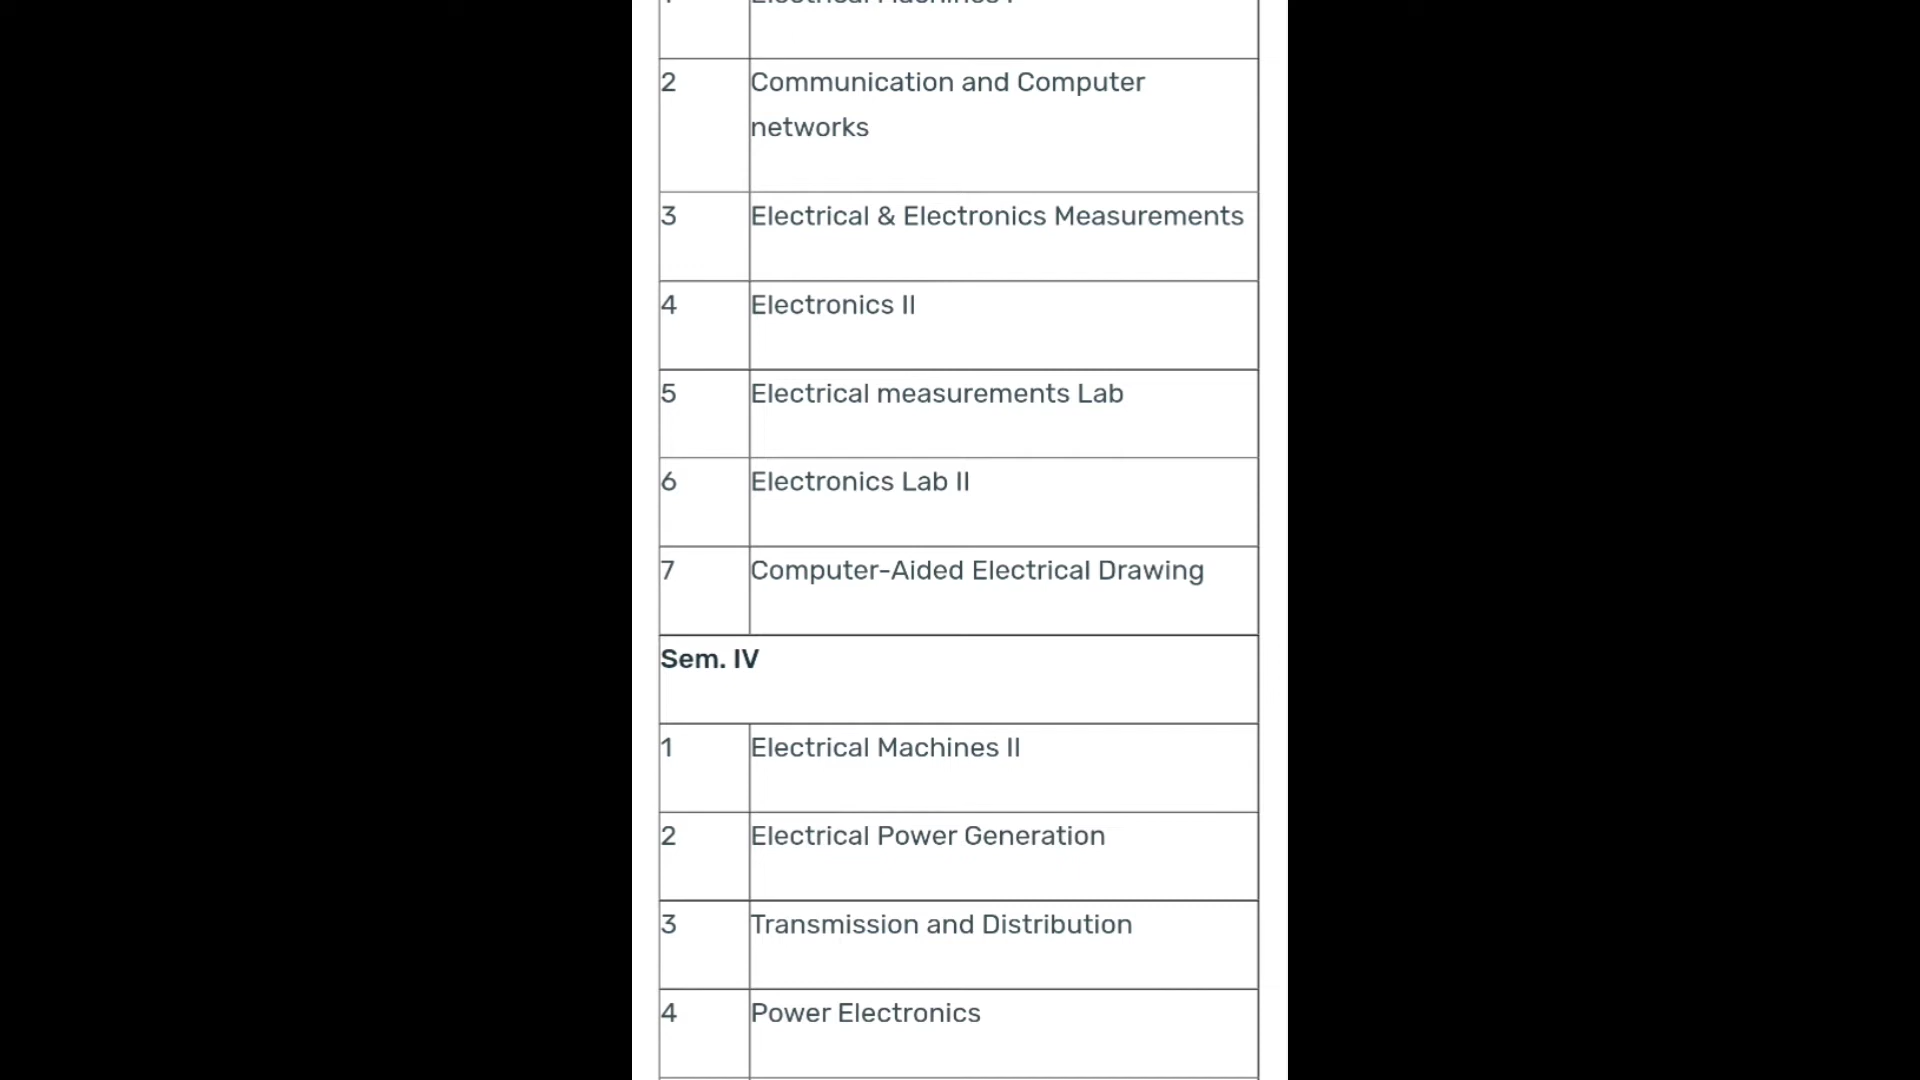 2 Communication and Computer
networks
3 Electrical & Electronics Measurements
4 Electronics II
5 Electrical measurements Lab
6 Electronics Lab II
7 Computer-Aided Electrical Drawing
Sem. IV
1 Electrical Machines II
2 Electrical Power Generation
3 Transmission and Distribution
4 Power Electronics